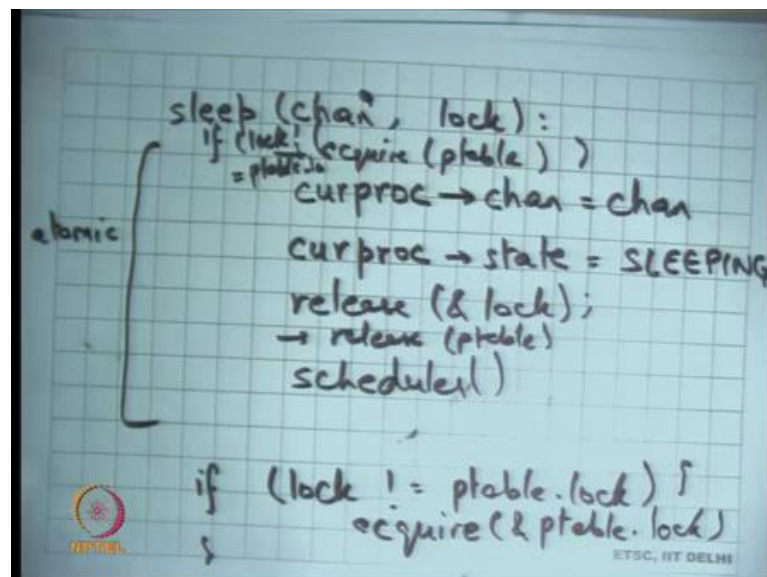 sleep (chan, lock):
if (lock! (acquire (ptable) )
= ptable.lo
curproc → chan = chan
atomic
curproc → state = SLEEPING
release (& lock);
→ release (ptable)
scheduler()
if (lock != ptable.lock) {
acquire (& ptable.lock)
}
NPTEL
ETSC, IIT DELHI